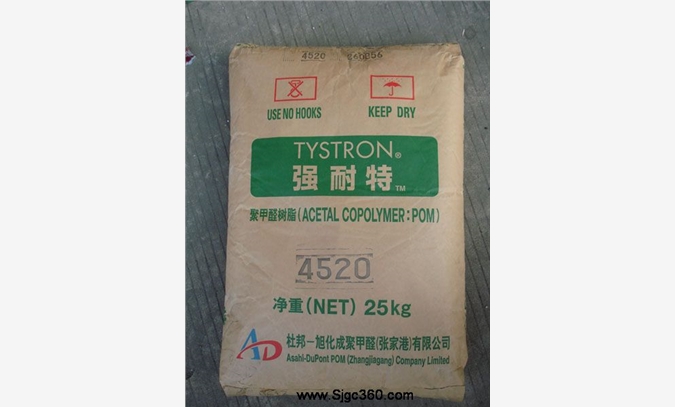 4520
USE NO HOOKS
KEEP DRY
TYSTRON®
强耐特™
聚甲醛树脂(ACETAL COPOLYMER:POM)
4520
净重(NET) 25kg
AD
杜邦-旭化成聚甲醛(张家港)有限公司
Asahi-DuPont POM (Zhangjiagang) Company Limited
www.Sjgc360.com